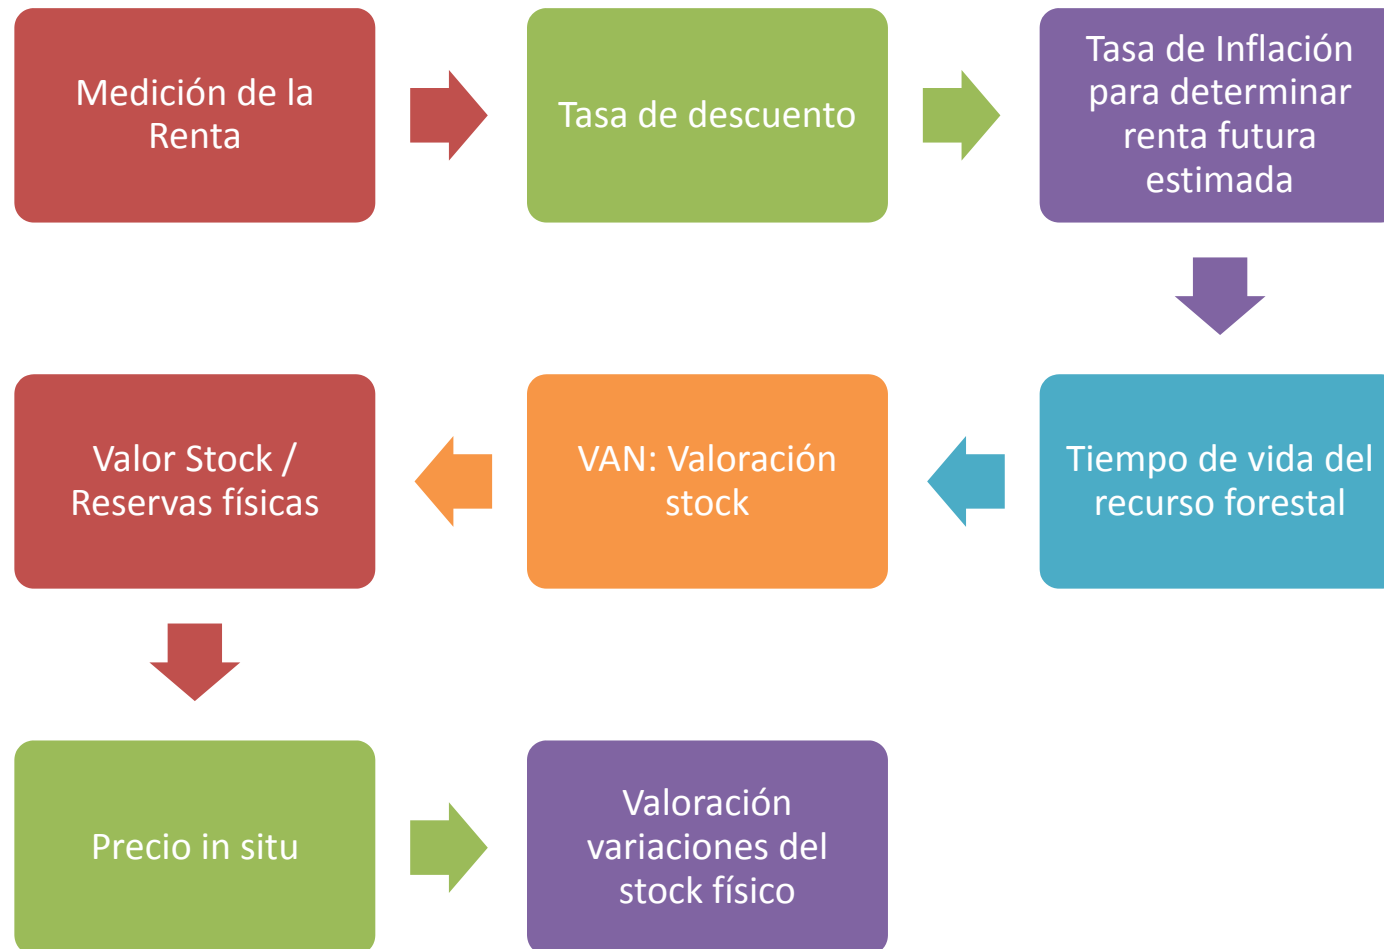 Medición de la
Renta
Tasa de descuento
Tasa de Inflación
para determinar
renta futura
estimada
Tiempo de vida del
recurso forestal
VAN: Valoración
stock
Valor Stock /
Reservas físicas
Precio in situ
Valoración
variaciones del
stock físico